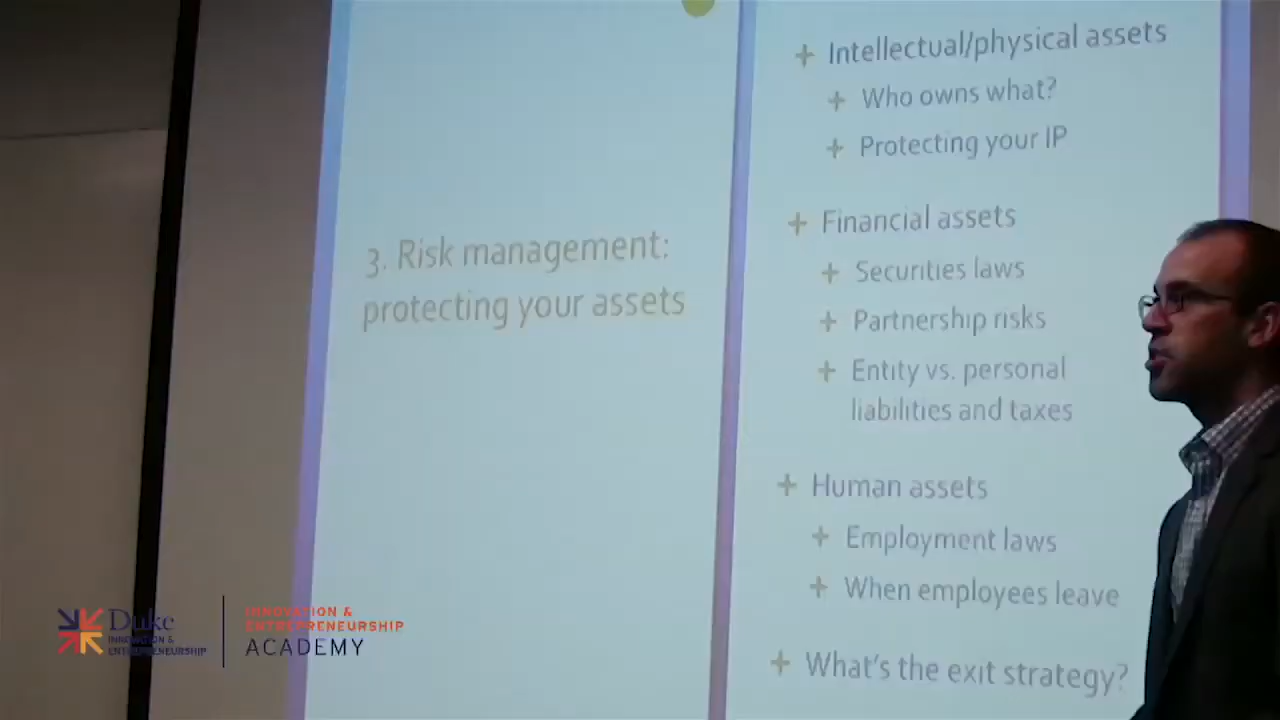 3. Risk management:
protecting your assets
+ Intellectual/physical assets
+ Who owns what?
+ Protecting your IP
+ Financial assets
+ Securities laws
+ Partnership risks
+ Entity vs. personal
liabilities and taxes
+ Human assets
+ Employment laws
+ When employees leave
+ What's the exit strategy?
Duke
INNOVATION &
ENTREPRENEURSHIP
INNOVATION &
ENTREPRENEURSHIP
ACADEMY